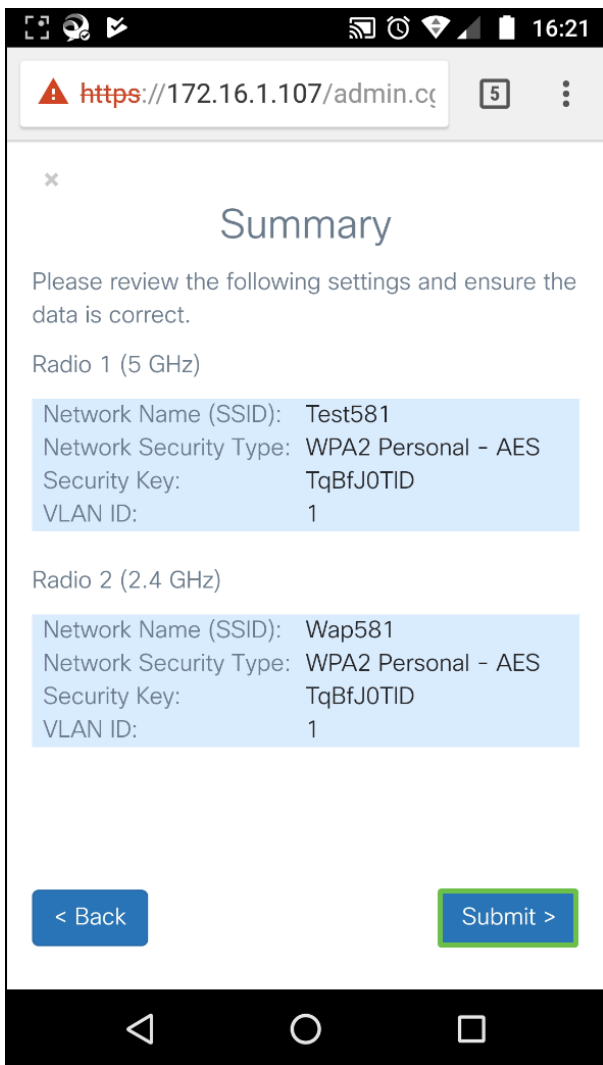 16:21
https://172.16.1.107/admin.cg
5
×
Summary
Please review the following settings and ensure the
data is correct.
Radio 1 (5 GHz)
Network Name (SSID): Test581
Network Security Type: WPA2 Personal - AES
Security Key: TqBfJ0TlD
VLAN ID: 1
Radio 2 (2.4 GHz)
Network Name (SSID): Wap581
Network Security Type: WPA2 Personal - AES
Security Key: TqBfJ0TlD
VLAN ID: 1
< Back Submit >